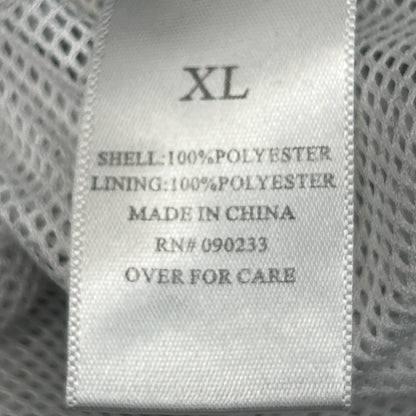 XL
SHELL:100%POLYESTER
LINING:100%POLYESTER
MADE IN CHINA
RN# 090233
OVER FOR CARE